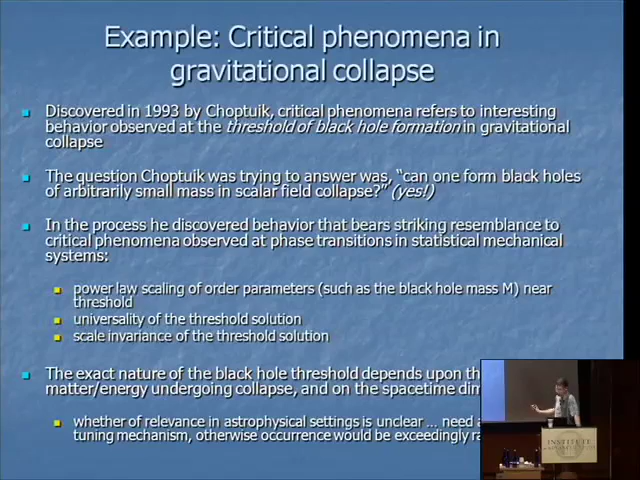 Example: Critical phenomena in
gravitational collapse
Discovered in 1993 by Choptuik, critical phenomena refers to interesting
behavior observed at the threshold of black hole formation in gravitational
collapse
The question Choptuik was trying to answer was, “can one form black holes
of arbitrarily small mass in scalar field collapse?” (yes!)
In the process he discovered behavior that bears striking resemblance to
critical phenomena observed at phase transitions in statistical mechanical
systems:
power law scaling of order parameters (such as the black hole mass M) near
threshold
universality of the threshold solution
scale invariance of the threshold solution
The exact nature of the black hole threshold depends upon the
matter/energy undergoing collapse, and on the spacetime
whether of relevance in astrophysical settings is unclear … need
tuning mechanism, otherwise occurrence would be exceedingly
INSTITUTE